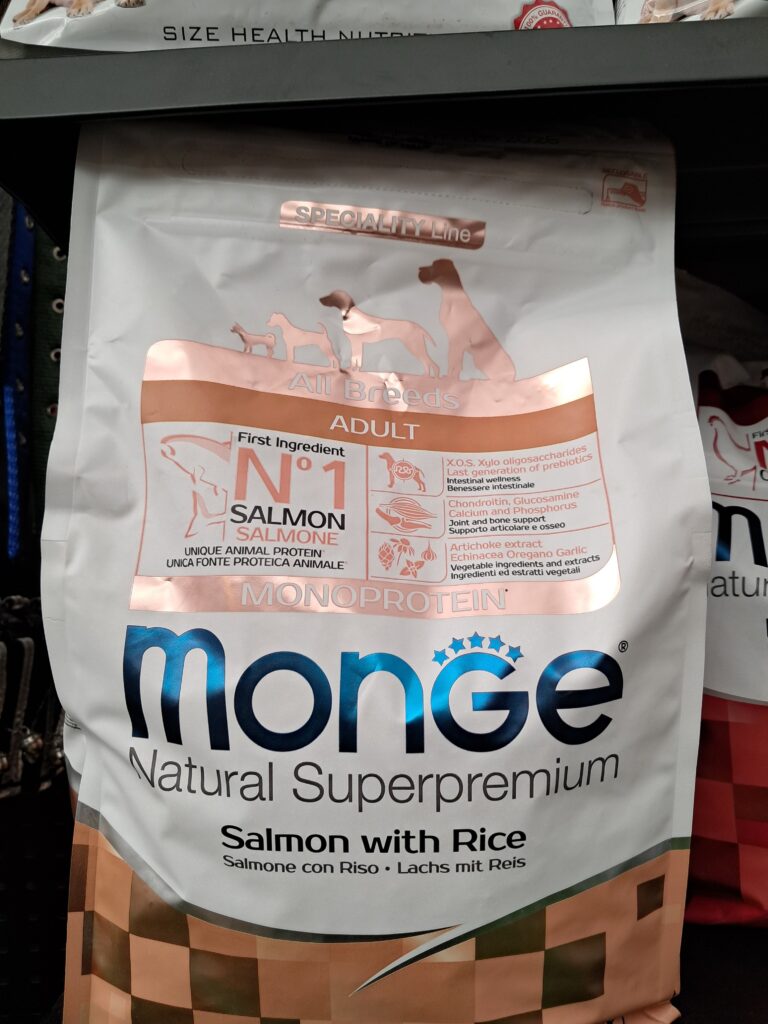 SIZE HEALTH NUTRI
SPECIALITY Line
All Breeds
ADULT
First Ingredient
N°1
SALMON
SALMONE
UNIQUE ANIMAL PROTEIN*
UNICA FONTE PROTEICA ANIMALE*
X.O.S. Xylo oligosaccharides
Last generation of prebiotics
Intestinal wellness
Benessere intestinale
Chondroitin, Glucosamine
Calcium and Phosphorus
Joint and bone support
Supporto articolare e osseo
Artichoke extract
Echinacea Oregano Garlic
Vegetable ingredients and extracts
Ingredienti ed estratti vegetali
MONOPROTEIN*
MonGe®
Natural Superpremium
Salmon with Rice
Salmone con Riso • Lachs mit Reis